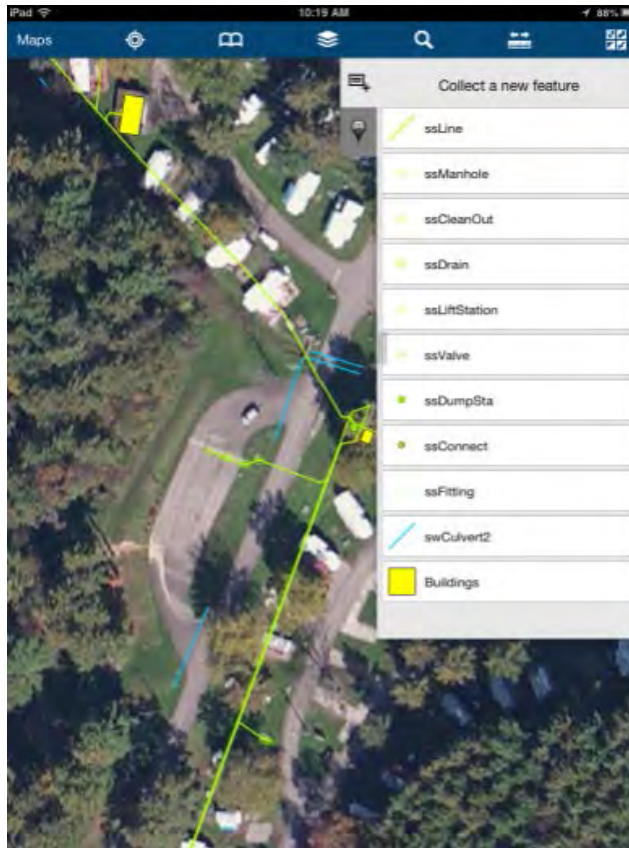 iPad 10:19 AM 88%
Maps
Collect a new feature
ssLine
ssManhole
ssCleanOut
ssDrain
ssLiftStation
ssValve
ssDumpSta
ssConnect
ssFitting
swCulvert2
Buildings